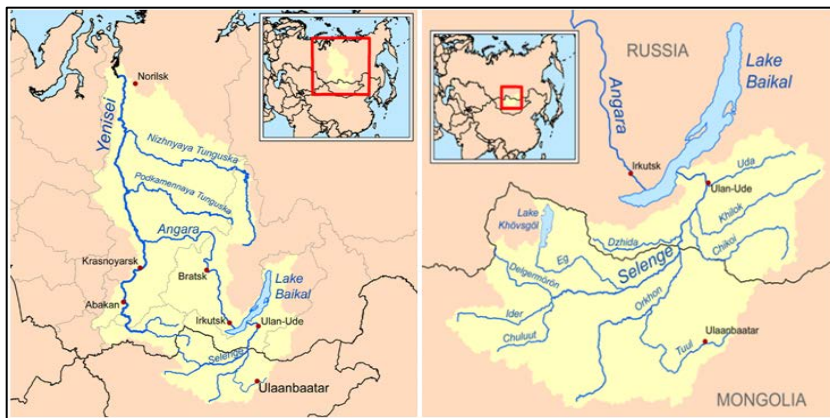 Norilsk
Yenisei
Nizhnyaya Tunguska
Podkamennaya Tunguska
Angara
Krasnoyarsk
Bratsk
Lake
Baikal
Abakan
Irkutsk
Ulan-Ude
Selenge
Ulaanbaatar
RUSSIA
Lake
Baikal
Angara
Irkutsk
Uda
Ulan-Ude
Khilok
Lake
Khövsgöl
Dzhida
Chikoi
Eg
Selenge
Delgermörön
Orkhon
Ider
Chuluut
Ulaanbaatar
Tuul
MONGOLIA